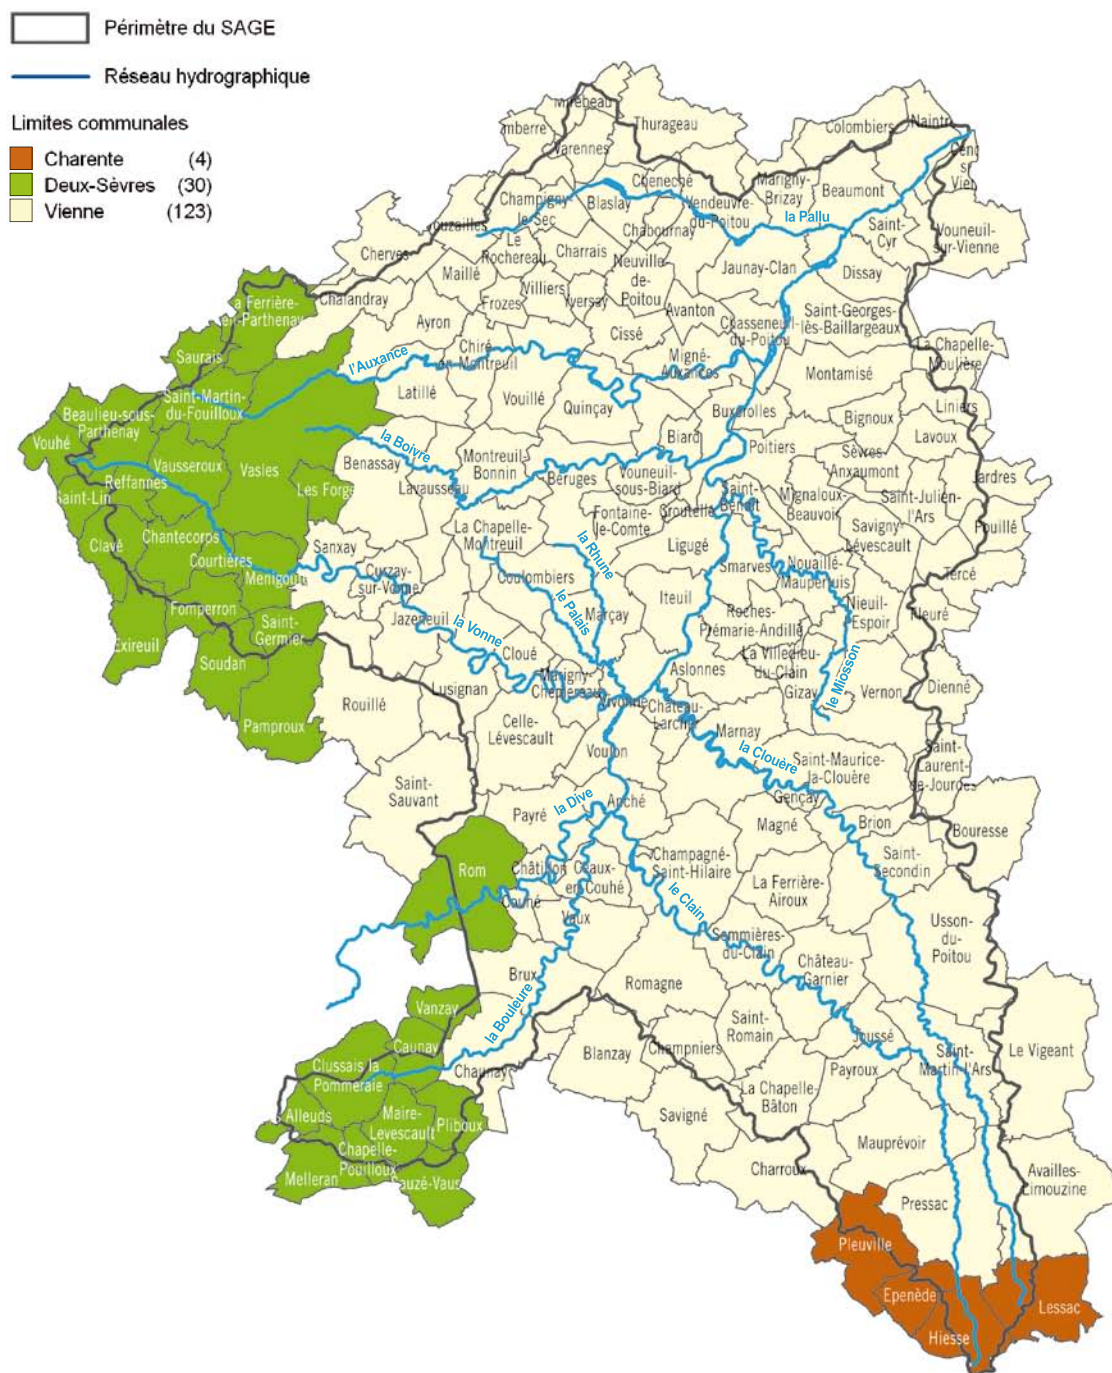 Périmètre du SAGE
Réseau hydrographique
Limites communales
Charente (4)
Deux-Sèvres (30)
Vienne (123)
Mirebeau
Thurageau
Colombiers
Naintr
mberre
Varennes
Cheneché
Marigny-
Brizay
Beaumont
Champigny-
le-Sec
Blaslay
Vendeuvre-
du-Poitou
la Pallu
Saint-
Cyr
Vouneuil-
sur-Vienne
ouzailles
Chabournay
Cherves
Le
Rochereau
Charrais
Neuville-
de-
Poitou
Jaunay-Clan
Dissay
Maillé
Villiers
Yversay
Chalandray
Frozes
Avanton
Saint-Georges-
lès-Baillargeaux
a Ferrière-
en-Parthenay
Ayron
Cissé
Chasseneuil-
du-Poitou
Saurais
l'Auxance
Chiré-
en-Montreuil
Migné-
Auxances
La Chapelle-
Moulière
Montamisé
Saint-Martin-
du-Fouilloux
Latillé
Vouillé
Quinçay
Buxerolles
Bignoux
Liniers
Beaulieu-sous-
Parthenay
Vouhé
la Boivre
Biard
Poitiers
Lavoux
Vausseroux
Vasles
Benassay
Montreuil-
Bonnin
Sèvres-
Anxaumont
Reffannes
Les Forge
Lavausseau
Béruges
Vouneuil-
sous-Biard
Jardres
Saint-Lin
Saint-
Benoît
Mignaloux-
Beauvoir
Saint-Julien-
l'Ars
Fontaine-
le-Comte
Croutelle
Pouillé
Clavé
Chantecorps
La Chapelle-
Montreuil
Savigny-
Lévescault
Sanxay
la Rhune
Ligugé
Courtières
Curzay-
sur-Vonne
Coulombiers
Smarves
Nouaillé-
Maupertuis
Tercé
Menigoute
le Palais
Iteuil
Fomperron
Jazeneuil
Marçay
Roches-
Prémarie-Andillé
Nieuil-
Espoir
Fleuré
Exireuil
Saint-
Germier
la Vonne
Cloué
La Villedieu-
du-Clain
Soudan
Aslonnes
le Miosson
Dienné
Lusignan
Marigny-
Chemereau
Gizay
Vernon
Rouillé
Vivonne
Château-
Larcher
Pamproux
Celle-
Lévescault
Marnay
Voulon
la Clouère
Saint-Maurice-
la-Clouère
Saint-
Laurent-
de-Jourdes
Saint-
Sauvant
Gençay
la Dive
Anché
Payré
Magné
Brion
Bouresse
Rom
Châtillon
Ceaux-
en-Couhé
Champagné-
Saint-Hilaire
Saint-
Secondin
La Ferrière-
Airoux
Couhé
le Clain
Vaux
Usson-
du-
Poitou
Sommières-
du-Clain
Château-
Garnier
Brux
Romagne
Vanzay
la Bouleure
Saint-
Romain
Caunay
Joussé
Clussais la
Pommeraie
Chaunay
Blanzay
Champniers
Saint-
Martin-l'Ars
Le Vigeant
Payroux
Alleuds
Maire-
Levescault
Pliboux
La Chapelle-
Bâton
Savigné
Chapelle-
Pouilloux
Mauprévoir
Melleran
Sauzé-Vaus
Charroux
Availles-
Limouzine
Pressac
Pleuville
Epenède
Lessac
Hiesse